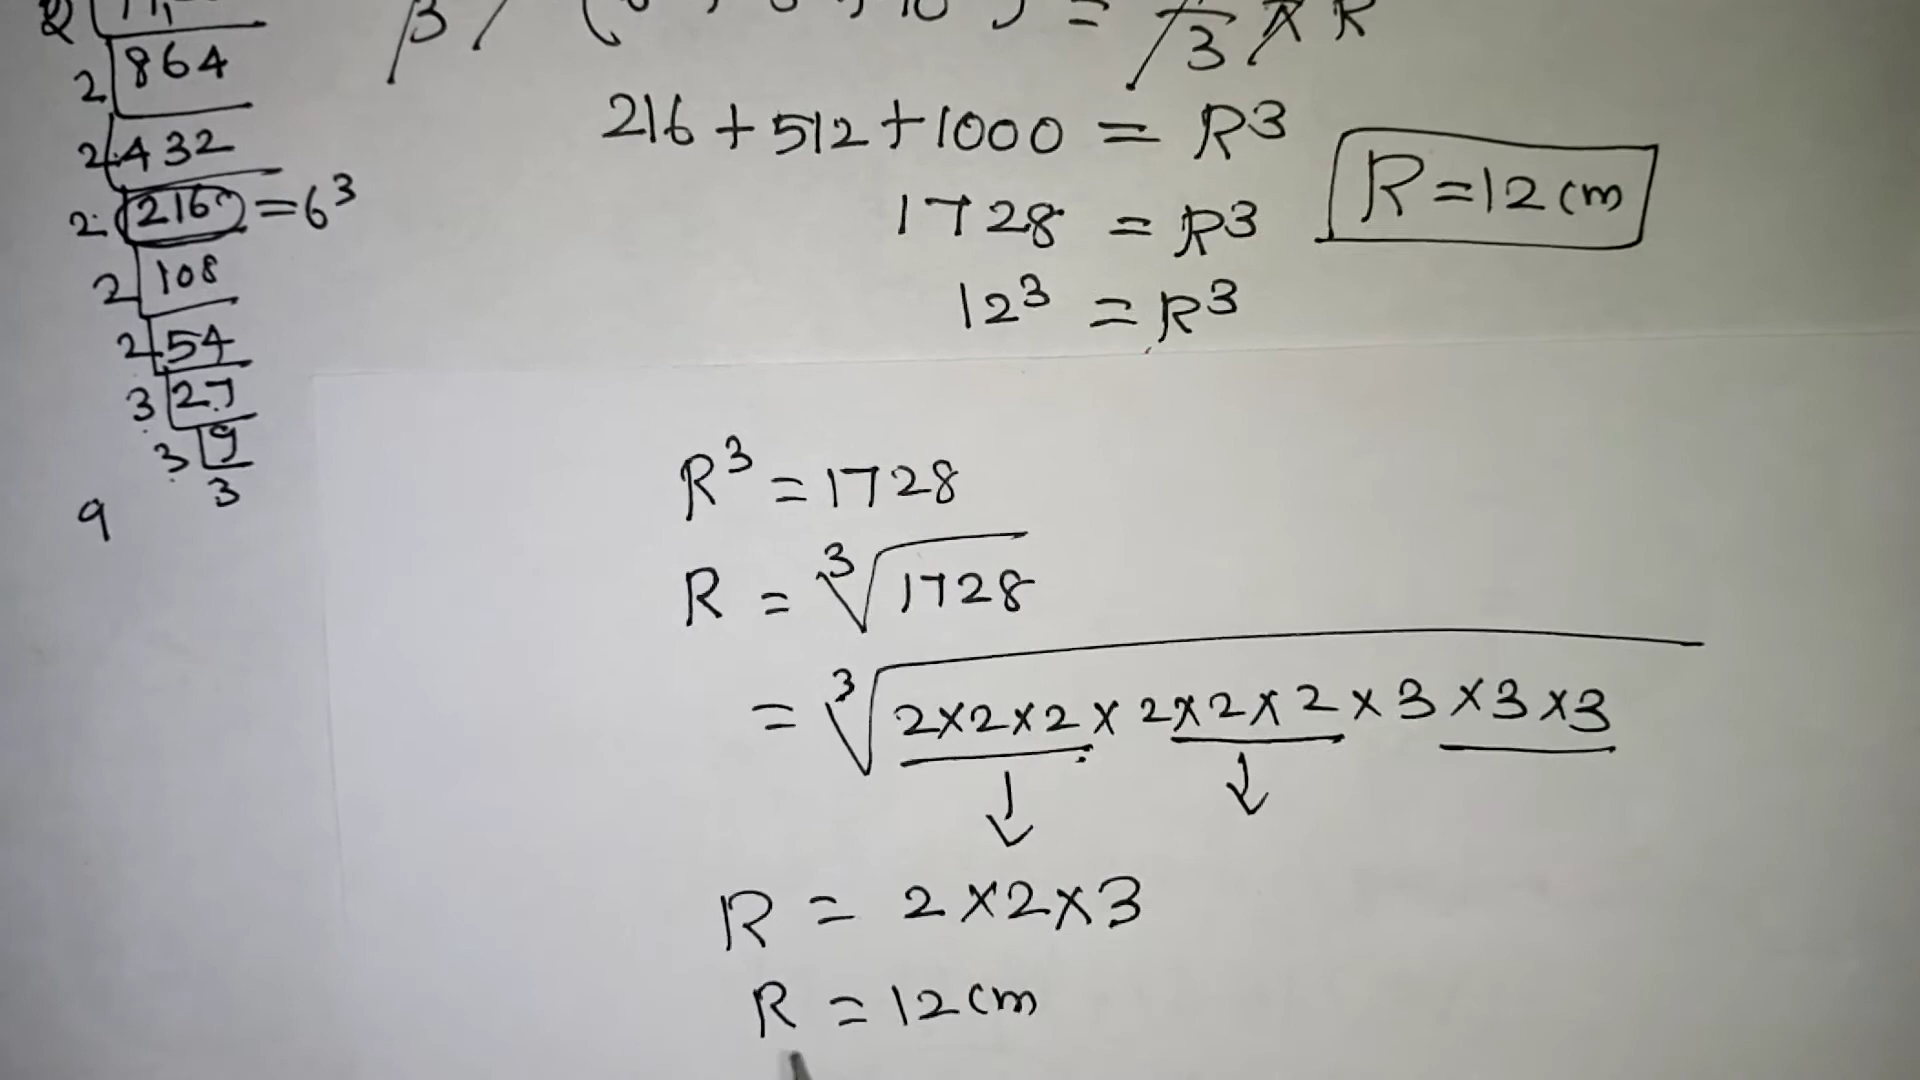 2 | 864
2 | 432
2 | 216 = 6³
2 | 108
2 | 54
3 | 27
3 | 9
3
9
216 + 512 + 1000 = R³
1728 = R³
R = 12 cm
12³ = R³
R³ = 1728
R = ∛1728
= ∛2×2×2×2×2×2×3×3×3
R = 2×2×3
R = 12 cm